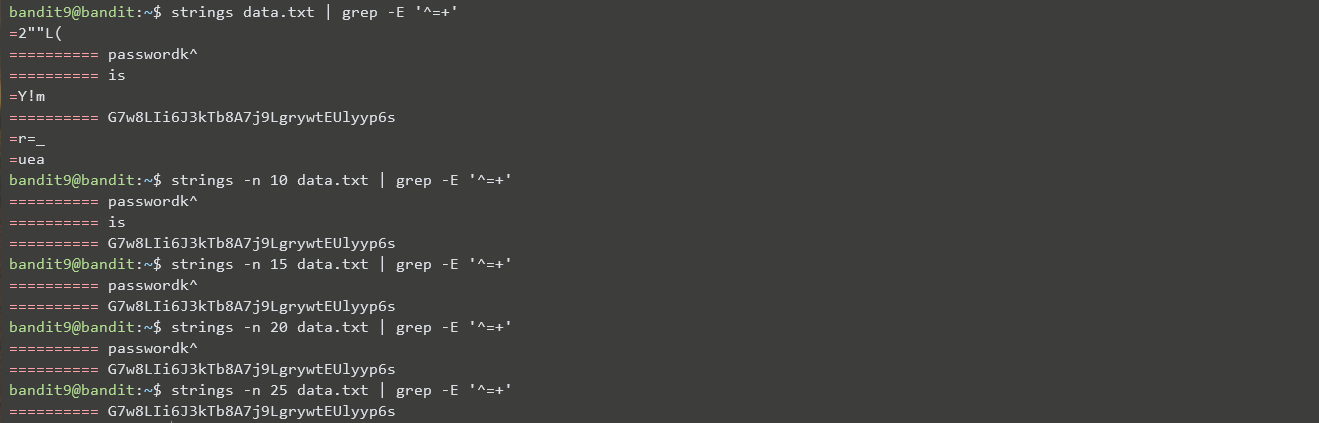 bandit9@bandit:~$ strings data.txt | grep -E '^=+'
=2""L(
========== passwordk^
========== is
=Y!m
========== G7w8LIi6J3kTb8A7j9LgrywtEUlyyp6s
=r=_
=uea
bandit9@bandit:~$ strings -n 10 data.txt | grep -E '^=+'
========== passwordk^
========== is
========== G7w8LIi6J3kTb8A7j9LgrywtEUlyyp6s
bandit9@bandit:~$ strings -n 15 data.txt | grep -E '^=+'
========== passwordk^
========== G7w8LIi6J3kTb8A7j9LgrywtEUlyyp6s
bandit9@bandit:~$ strings -n 20 data.txt | grep -E '^=+'
========== passwordk^
========== G7w8LIi6J3kTb8A7j9LgrywtEUlyyp6s
bandit9@bandit:~$ strings -n 25 data.txt | grep -E '^=+'
========== G7w8LIi6J3kTb8A7j9LgrywtEUlyyp6s